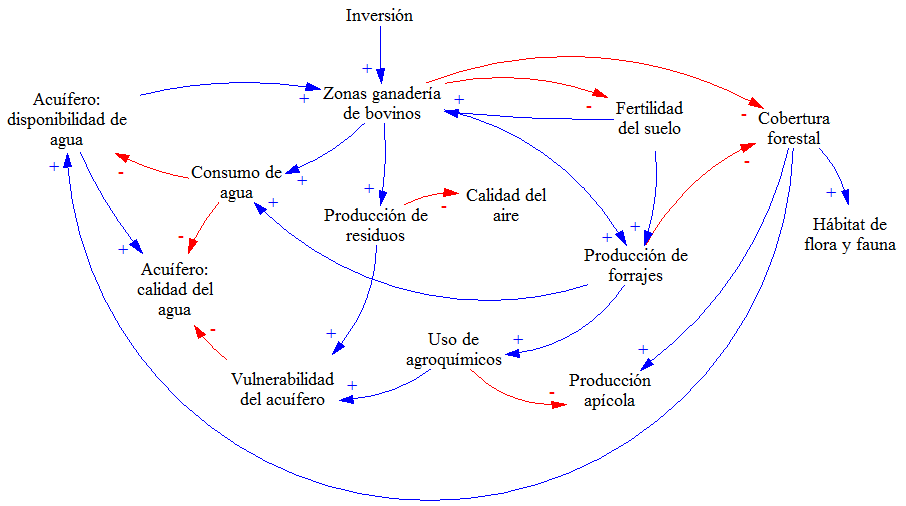 Inversión
+
Zonas ganadería
de bovinos
+
+
Acuífero:
disponibilidad de
agua
+
-
Fertilidad
del suelo
-
Cobertura
forestal
-
-
Consumo de
agua
+
+
-
+
Producción de
residuos
Calidad del
aire
-
+
Hábitat de
flora y fauna
+
Acuífero:
calidad del
agua
-
+
+
Producción de
forrajes
+
Vulnerabilidad
del acuífero
+
Uso de
agroquímicos
+
-
+
Producción
apícola